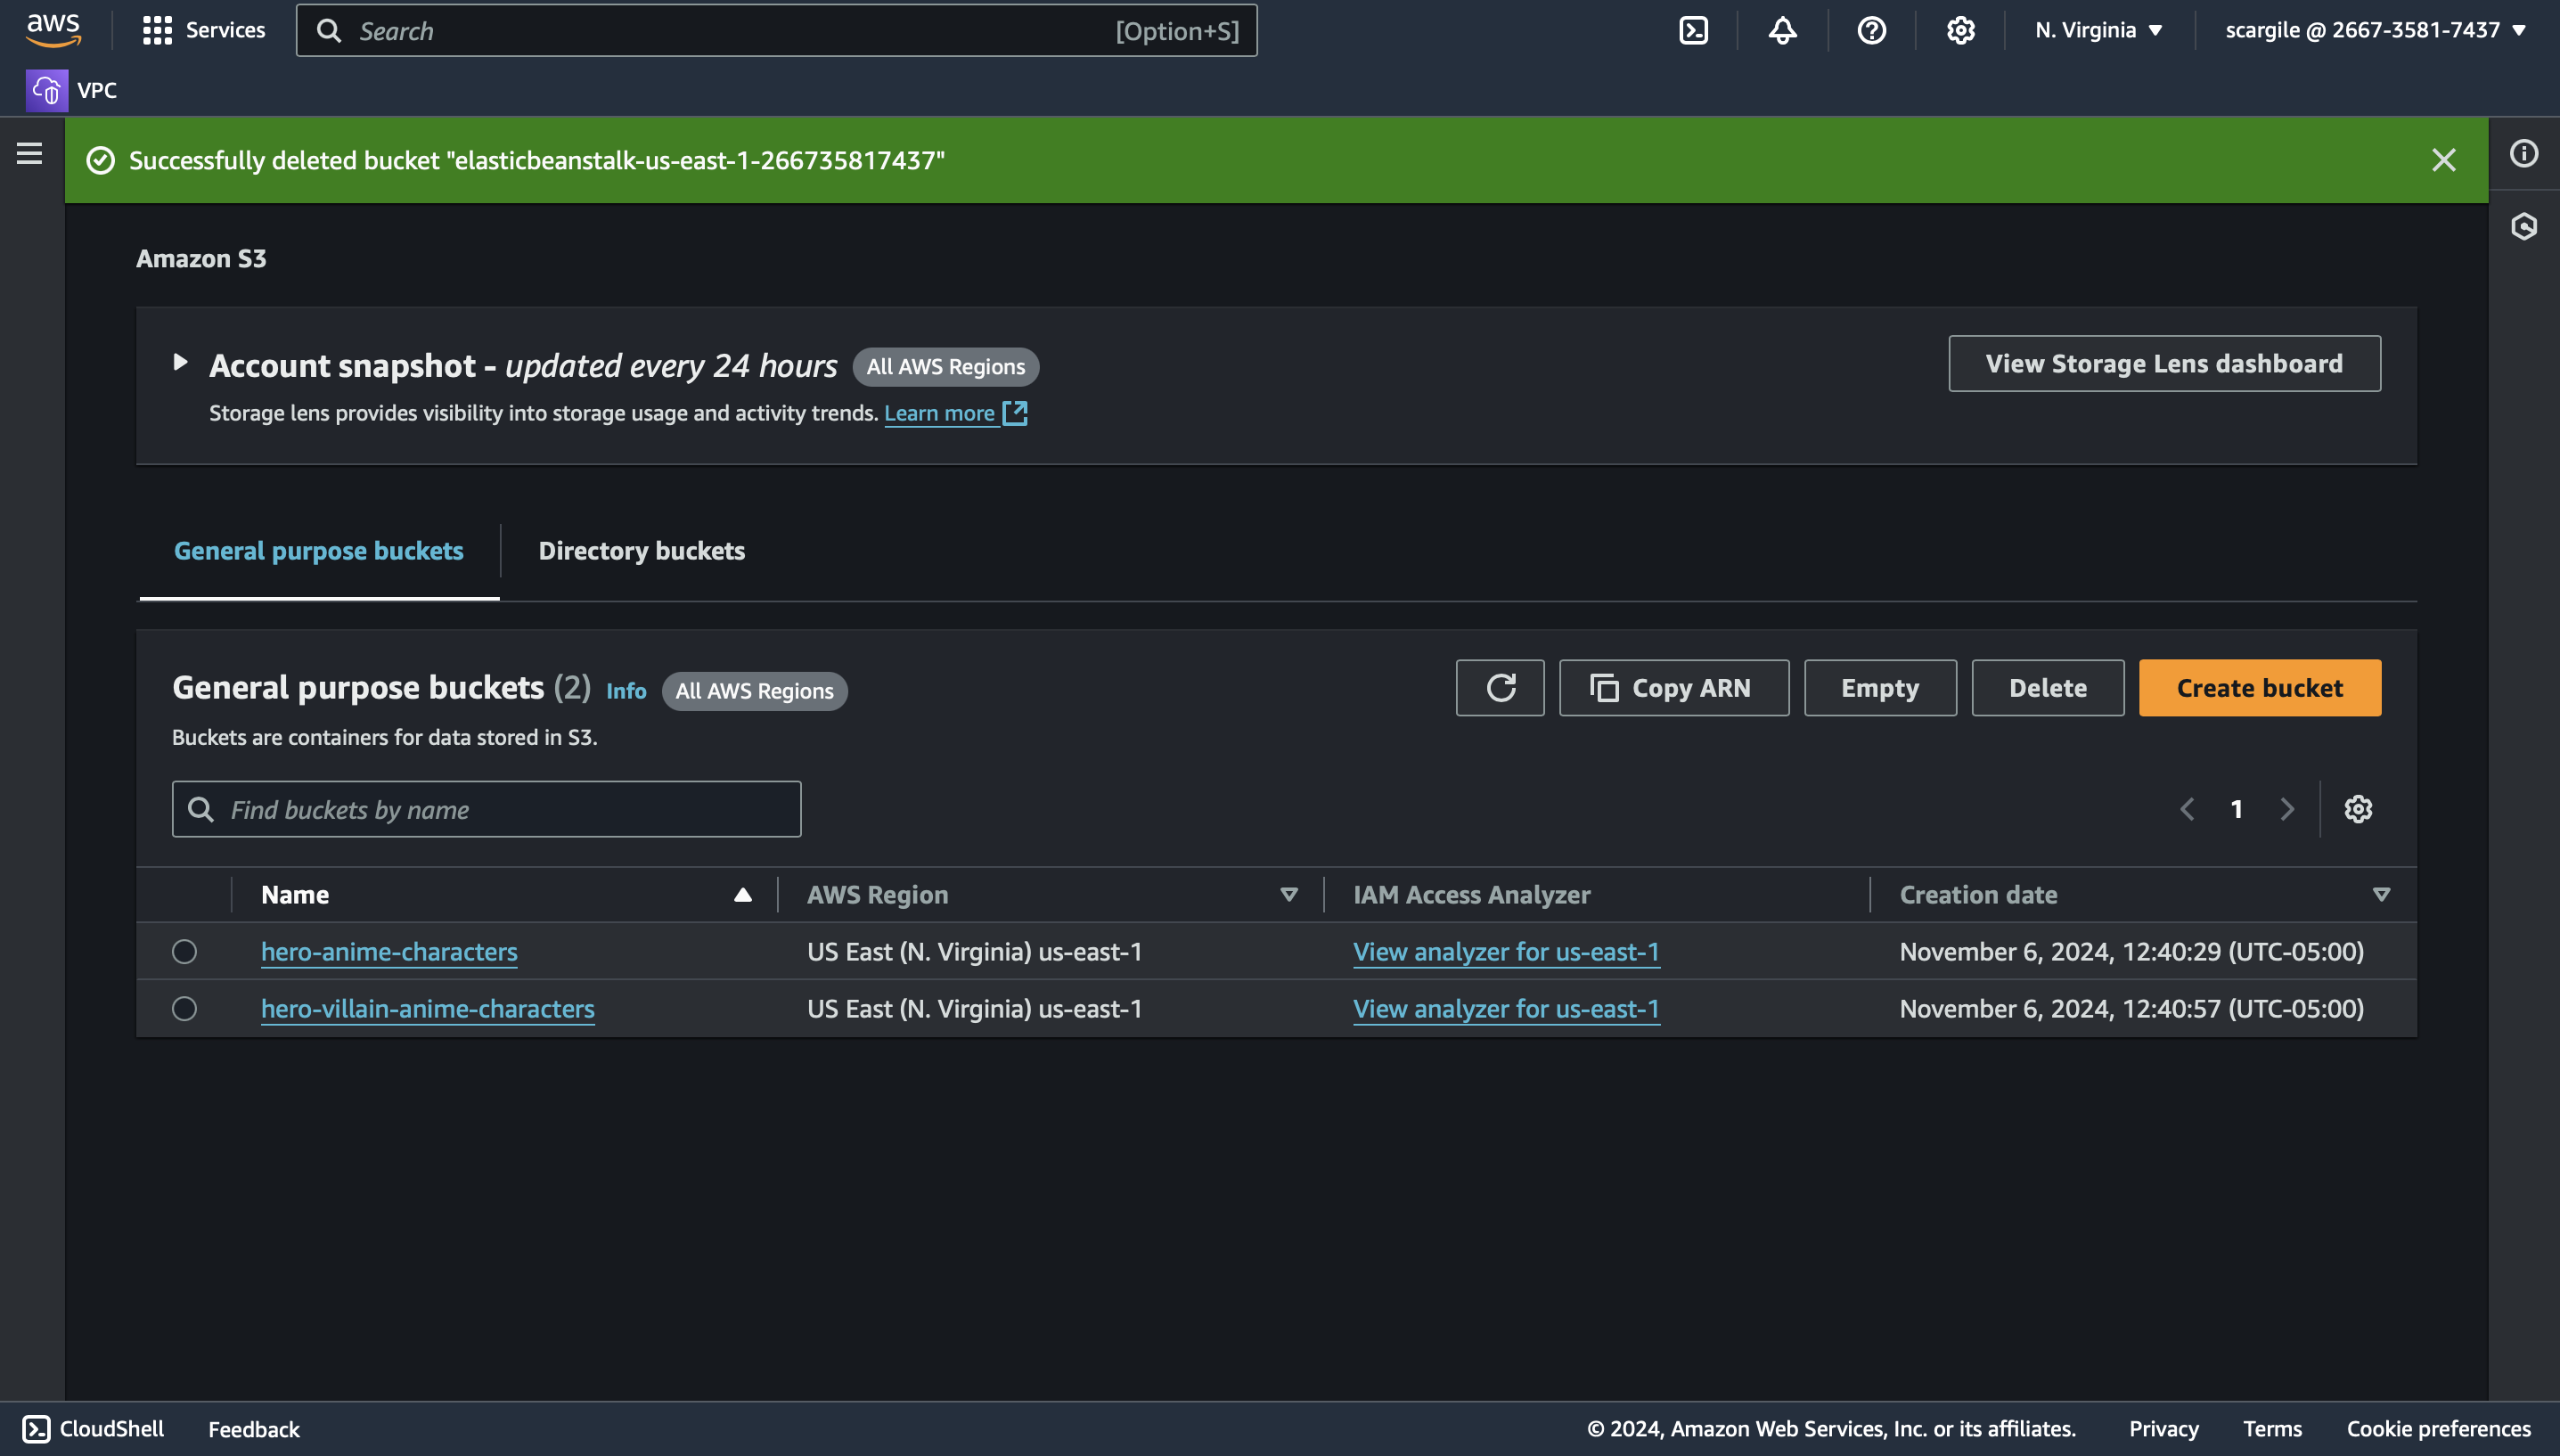 aws
Services
Search [Option+S]
N. Virginia ▼
scargile @ 2667-3581-7437 ▼
VPC
Successfully deleted bucket "elasticbeanstalk-us-east-1-266735817437"
Amazon S3
Account snapshot - updated every 24 hours All AWS Regions
View Storage Lens dashboard
Storage lens provides visibility into storage usage and activity trends. Learn more
General purpose buckets
Directory buckets
General purpose buckets (2) Info All AWS Regions
Copy ARN
Empty
Delete
Create bucket
Buckets are containers for data stored in S3.
Find buckets by name
1
Name AWS Region IAM Access Analyzer Creation date
hero-anime-characters US East (N. Virginia) us-east-1 View analyzer for us-east-1 November 6, 2024, 12:40:29 (UTC-05:00)
hero-villain-anime-characters US East (N. Virginia) us-east-1 View analyzer for us-east-1 November 6, 2024, 12:40:57 (UTC-05:00)
CloudShell Feedback © 2024, Amazon Web Services, Inc. or its affiliates. Privacy Terms Cookie preferences